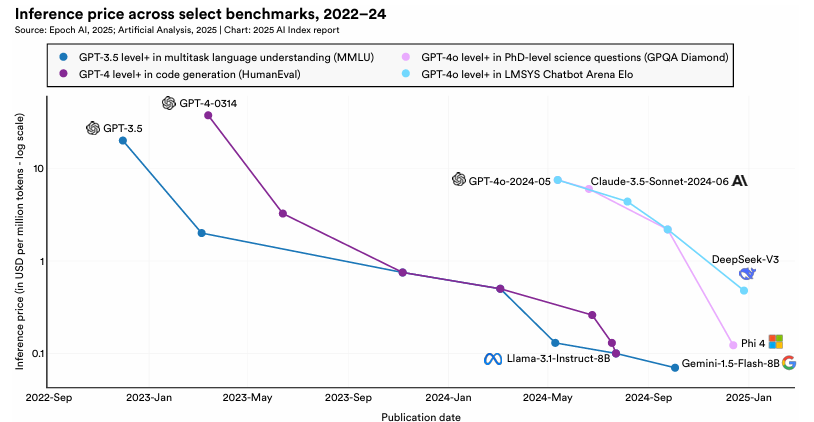 Inference price across select benchmarks, 2022–24
Source: Epoch AI, 2025; Artificial Analysis, 2025 | Chart: 2025 AI Index report
GPT-3.5 level+ in multitask language understanding (MMLU)
GPT-4o level+ in PhD-level science questions (GPQA Diamond)
GPT-4 level+ in code generation (HumanEval)
GPT-4o level+ in LMSYS Chatbot Arena Elo
GPT-4-0314
GPT-3.5
GPT-4o-2024-05
Claude-3.5-Sonnet-2024-06
DeepSeek-V3
Phi 4
Llama-3.1-Instruct-8B
Gemini-1.5-Flash-8B
Inference price (in USD per million tokens - log scale)
10
1
0.1
2022-Sep
2023-Jan
2023-May
2023-Sep
2024-Jan
2024-May
2024-Sep
2025-Jan
Publication date